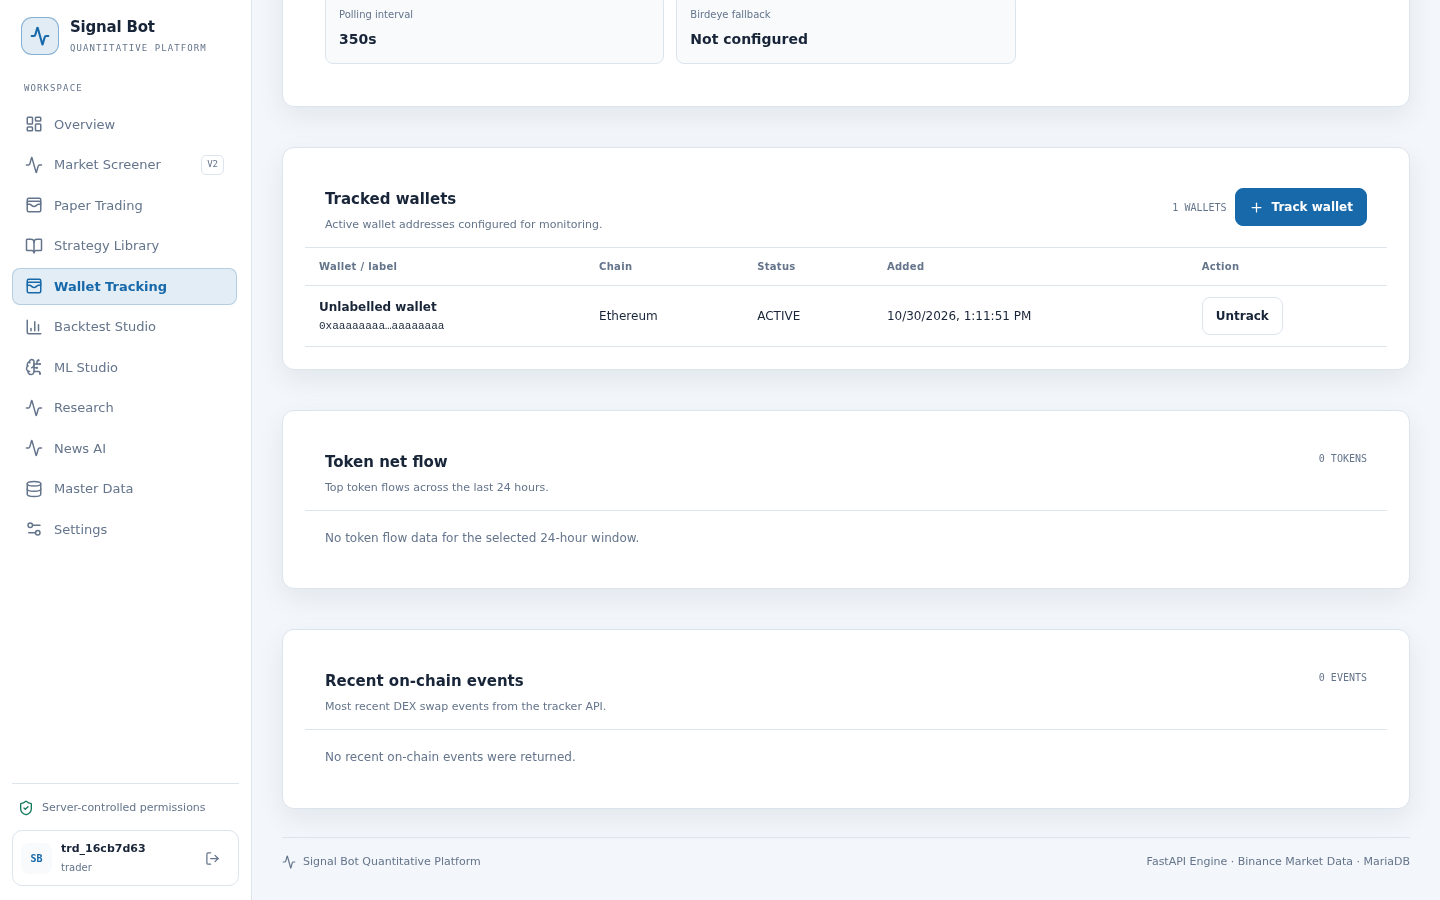 Signal Bot
QUANTITATIVE PLATFORM
WORKSPACE
Overview
Market Screener
V2
Paper Trading
Strategy Library
Wallet Tracking
Backtest Studio
ML Studio
Research
News AI
Master Data
Settings
Server-controlled permissions
SB
trd_16cb7d63
trader
Polling interval
350s
Birdeye fallback
Not configured
Tracked wallets
Active wallet addresses configured for monitoring.
1 WALLETS
Track wallet
Wallet / label Chain Status Added Action
Unlabelled wallet
0xaaaaaaaa…aaaaaaaa
Ethereum
ACTIVE
10/30/2026, 1:11:51 PM
Untrack
Token net flow
Top token flows across the last 24 hours.
0 TOKENS
No token flow data for the selected 24-hour window.
Recent on-chain events
Most recent DEX swap events from the tracker API.
0 EVENTS
No recent on-chain events were returned.
Signal Bot Quantitative Platform
FastAPI Engine · Binance Market Data · MariaDB